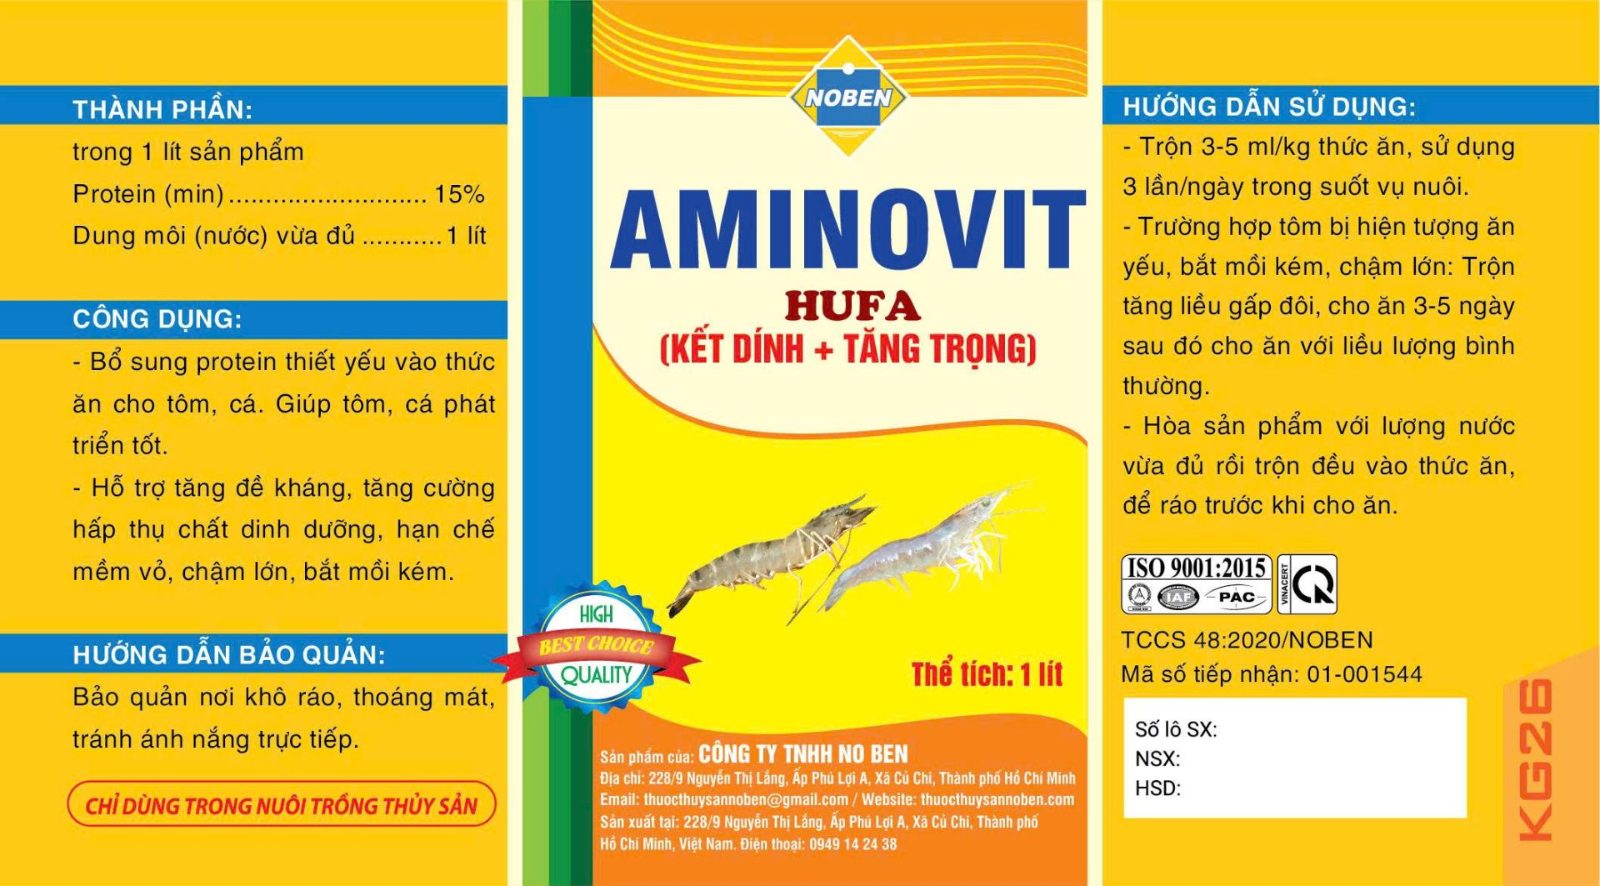 THÀNH PHẦN:
trong 1 lít sản phẩm
Protein (min)........................... 15%
Dung môi (nước) vừa đủ ...........1 lít
CÔNG DỤNG:
- Bổ sung protein thiết yếu vào thức
ăn cho tôm, cá. Giúp tôm, cá phát
triển tốt.
- Hỗ trợ tăng đề kháng, tăng cường
hấp thụ chất dinh dưỡng, hạn chế
mềm vỏ, chậm lớn, bắt mồi kém.
HƯỚNG DẪN BẢO QUẢN:
Bảo quản nơi khô ráo, thoáng mát,
tránh ánh nắng trực tiếp.
CHỈ DÙNG TRONG NUÔI TRỒNG THỦY SẢN
NOBEN
AMINOVIT
HUFA
(KẾT DÍNH + TĂNG TRỌNG)
HIGH
BEST CHOICE
QUALITY
Thể tích: 1 lít
Sản phẩm của: CÔNG TY TNHH NO BEN
Địa chỉ: 228/9 Nguyễn Thị Lắng, Ấp Phú Lợi A, Xã Củ Chi, Thành phố Hồ Chí Minh
Email: thuocthuysannoben@gmail.com / Website: thuocthuysannoben.com
Sản xuất tại: 228/9 Nguyễn Thị Lắng, Ấp Phú Lợi A, Xã Củ Chi, Thành phố
Hồ Chí Minh, Việt Nam. Điện thoại: 0949 14 24 38
HƯỚNG DẪN SỬ DỤNG:
- Trộn 3-5 ml/kg thức ăn, sử dụng
3 lần/ngày trong suốt vụ nuôi.
- Trường hợp tôm bị hiện tượng ăn
yếu, bắt mồi kém, chậm lớn: Trộn
tăng liều gấp đôi, cho ăn 3-5 ngày
sau đó cho ăn với liều lượng bình
thường.
- Hòa sản phẩm với lượng nước
vừa đủ rồi trộn đều vào thức ăn,
để ráo trước khi cho ăn.
ISO 9001:2015
IAF
PAC
VINACERT
TCCS 48:2020/NOBEN
Mã số tiếp nhận: 01-001544
Số lô SX:
NSX:
HSD:
KG26